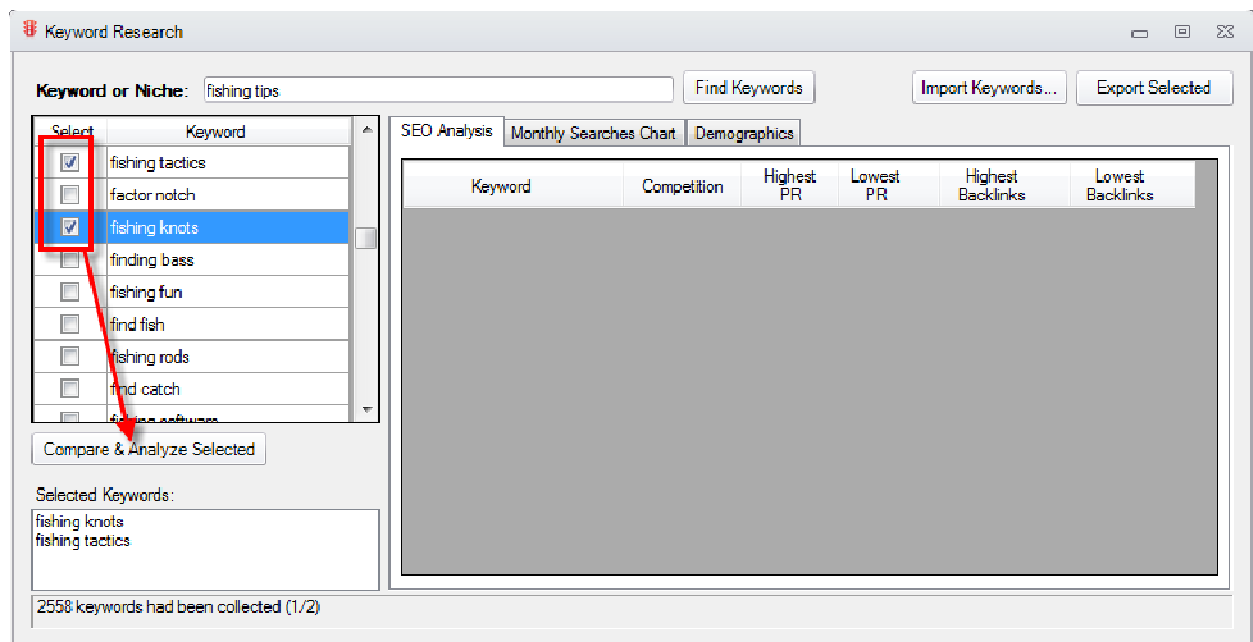 Keyword Research
Keyword or Niche: fishing tips
Find Keywords
Import Keywords...
Export Selected
Select Keyword
fishing tactics
factor notch
fishing knots
finding bass
fishing fun
find fish
fishing rods
find catch
fishing software
Compare & Analyze Selected
Selected Keywords:
fishing knots
fishing tactics
SEO Analysis Monthly Searches Chart Demographics
Keyword Competition Highest PR Lowest PR Highest Backlinks Lowest Backlinks
2558 keywords had been collected (1/2)